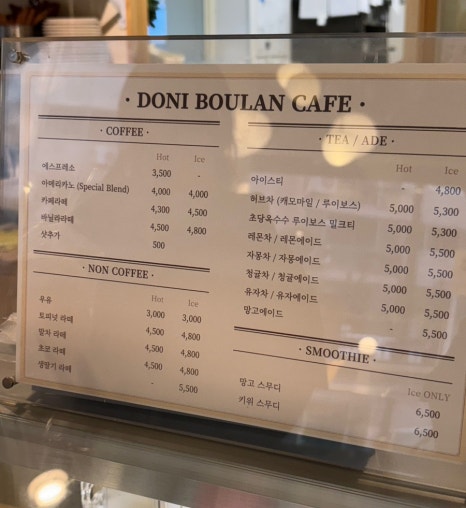 · DONI BOULAN CAFE ·
· COFFEE ·
Hot Ice
에스프레소 3,500 -
아메리카노 (Special Blend) 4,000 4,000
카페라떼 4,300 4,500
바닐라라떼 4,500 4,800
샷추가 500
· NON COFFEE ·
Hot Ice
우유 3,000 3,000
토피넛 라떼 4,500 4,800
말차 라떼 4,500 4,800
초코 라떼 4,500 4,800
생딸기 라떼 - 5,500
· TEA / ADE ·
Hot Ice
아이스티 - 4,800
허브차 (캐모마일 / 루이보스) 5,000 5,300
초당옥수수 루이보스 밀크티 5,000 5,300
레몬차 / 레몬에이드 5,000 5,500
자몽차 / 자몽에이드 5,000 5,500
청귤차 / 청귤에이드 5,000 5,500
유자차 / 유자에이드 5,000 5,500
망고에이드 - 5,500
· SMOOTHIE ·
Ice ONLY
망고 스무디 6,500
키위 스무디 6,500